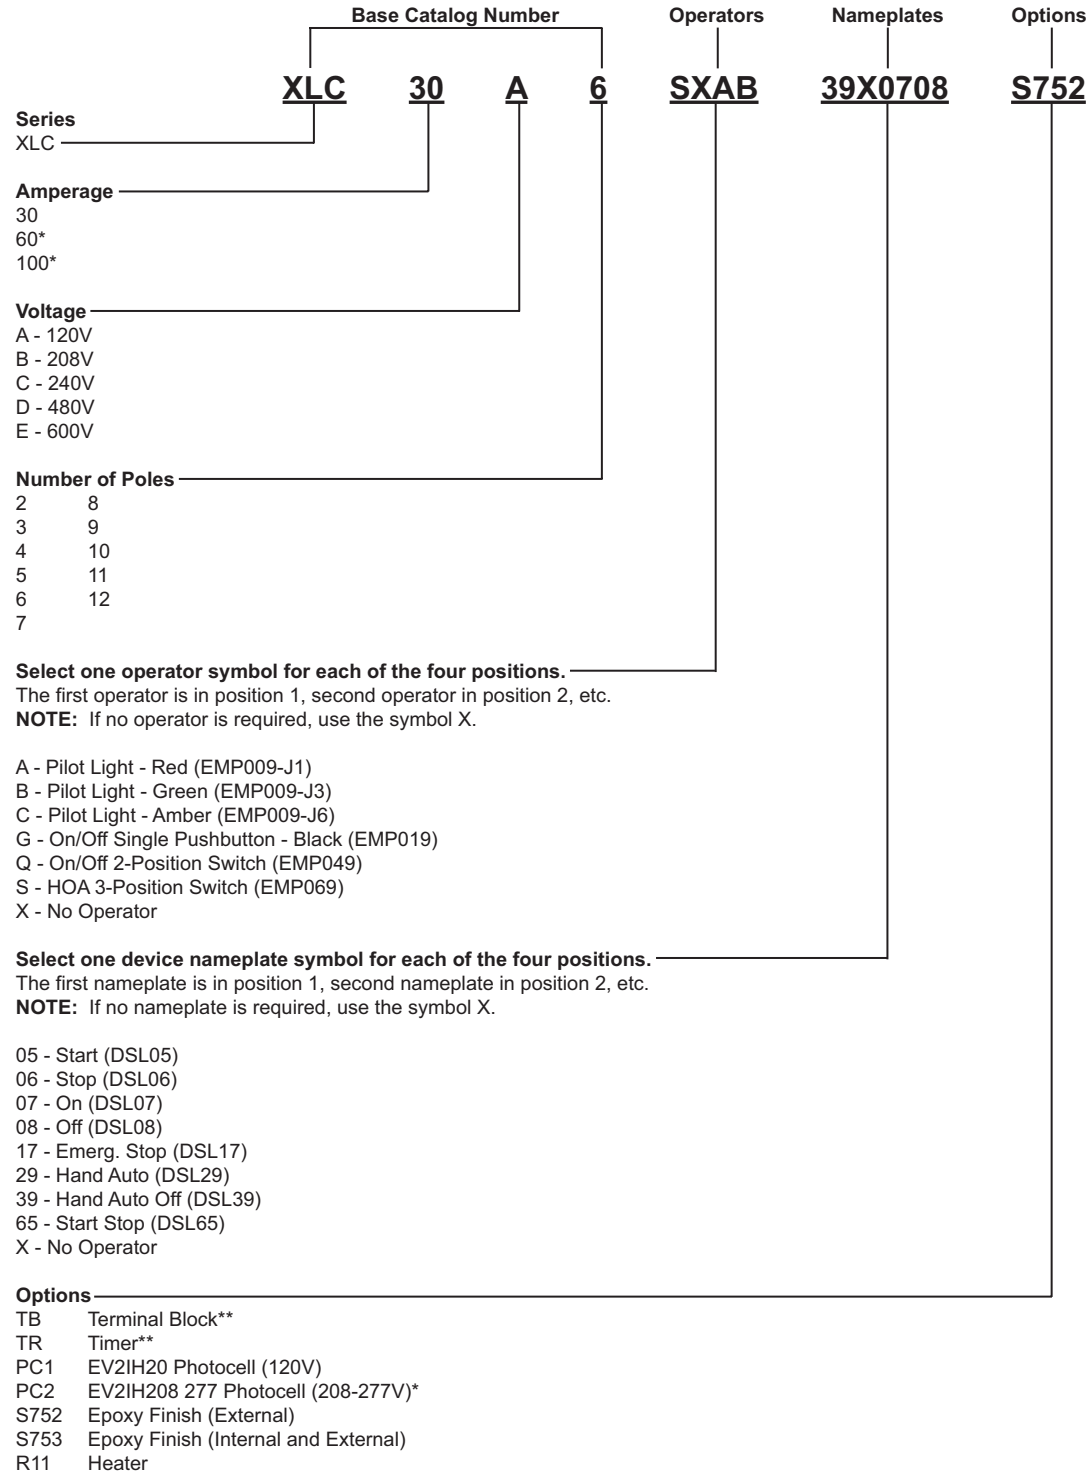 Base Catalog Number Operators Nameplates Options
XLC 30 A 6 SXAB 39X0708 S752
Series
XLC
Amperage
30
60*
100*
Voltage
A - 120V
B - 208V
C - 240V
D - 480V
E - 600V
Number of Poles
2 8
3 9
4 10
5 11
6 12
7
Select one operator symbol for each of the four positions.
The first operator is in position 1, second operator in position 2, etc.
NOTE: If no operator is required, use the symbol X.
A - Pilot Light - Red (EMP009-J1)
B - Pilot Light - Green (EMP009-J3)
C - Pilot Light - Amber (EMP009-J6)
G - On/Off Single Pushbutton - Black (EMP019)
Q - On/Off 2-Position Switch (EMP049)
S - HOA 3-Position Switch (EMP069)
X - No Operator
Select one device nameplate symbol for each of the four positions.
The first nameplate is in position 1, second nameplate in position 2, etc.
NOTE: If no nameplate is required, use the symbol X.
05 - Start (DSL05)
06 - Stop (DSL06)
07 - On (DSL07)
08 - Off (DSL08)
17 - Emerg. Stop (DSL17)
29 - Hand Auto (DSL29)
39 - Hand Auto Off (DSL39)
65 - Start Stop (DSL65)
X - No Operator
Options
TB Terminal Block**
TR Timer**
PC1 EV2IH20 Photocell (120V)
PC2 EV2IH208 277 Photocell (208-277V)*
S752 Epoxy Finish (External)
S753 Epoxy Finish (Internal and External)
R11 Heater